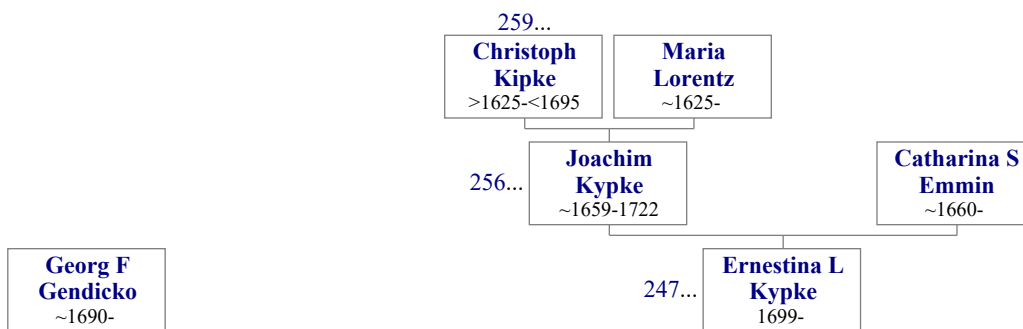 259...
Christoph
Kipke
>1625-<1695
Maria
Lorentz
~1625-
256...
Joachim
Kypke
~1659-1722
Catharina S
Emmin
~1660-
Georg F
Gendicko
~1690-
247...
Ernestina L
Kypke
1699-